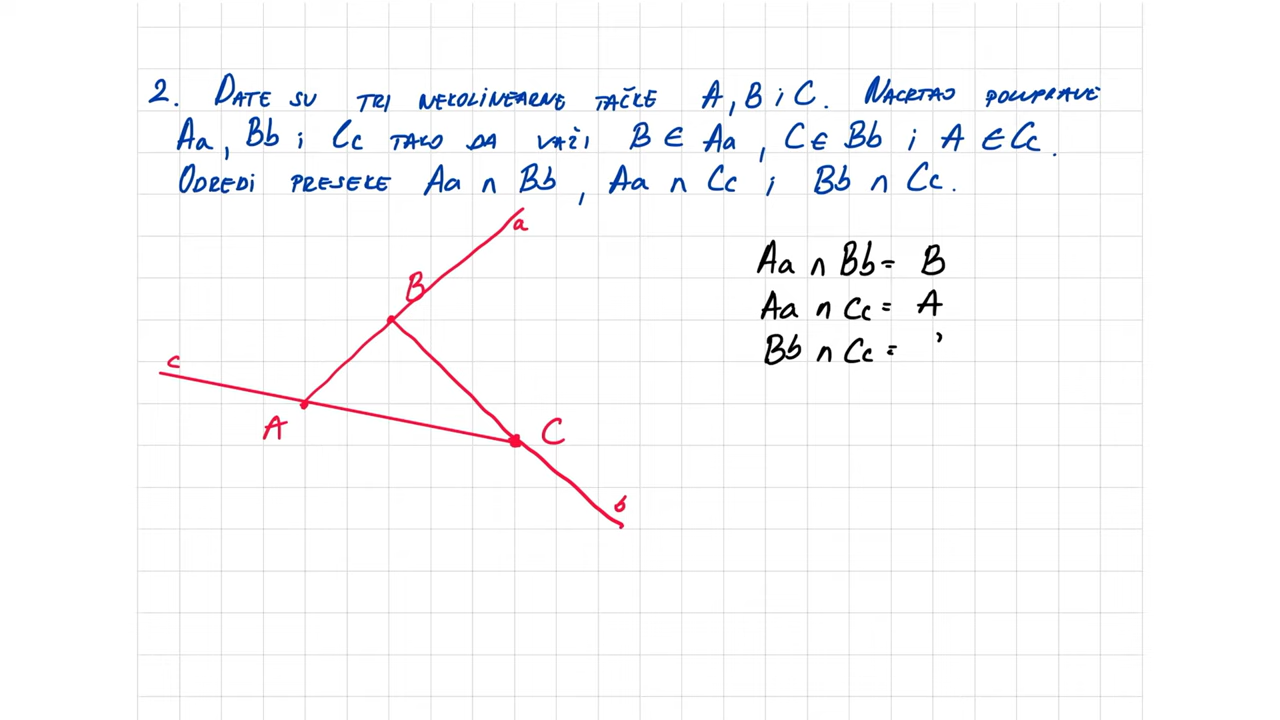 2. DATE SU TRI NEKOLINEARNE TAČKE A, B i C. NACRTAO POLUPRAVE
Aa, Bb i Cc TAKO DA VAŽI B ∈ Aa, C ∈ Bb i A ∈ Cc.
ODREDI PRESEKE Aa ∩ Bb, Aa ∩ Cc i Bb ∩ Cc.
a
B
c
A
C
b
Aa ∩ Bb = B
Aa ∩ Cc = A
Bb ∩ Cc =